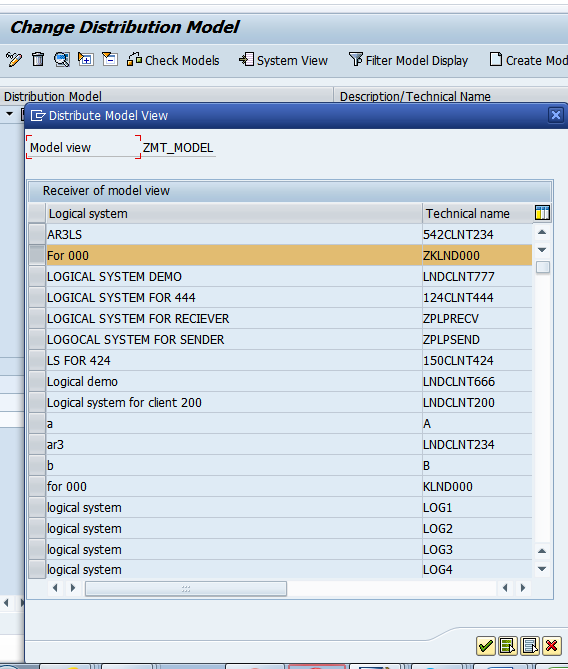 Change Distribution Model
Check Models System View Filter Model Display Create Mod
Distribution Model Description/Technical Name
Distribute Model View
Model view ZMT_MODEL
Receiver of model view
Logical system Technical name
AR3LS 542CLNT234
For 000 ZKLND000
LOGICAL SYSTEM DEMO LNDCLNT777
LOGICAL SYSTEM FOR 444 124CLNT444
LOGICAL SYSTEM FOR RECIEVER ZPLPRECV
LOGOCAL SYSTEM FOR SENDER ZPLPSEND
LS FOR 424 150CLNT424
Logical demo LNDCLNT666
Logical system for client 200 LNDCLNT200
a A
ar3 LNDCLNT234
b B
for 000 KLND000
logical system LOG1
logical system LOG2
logical system LOG3
logical system LOG4